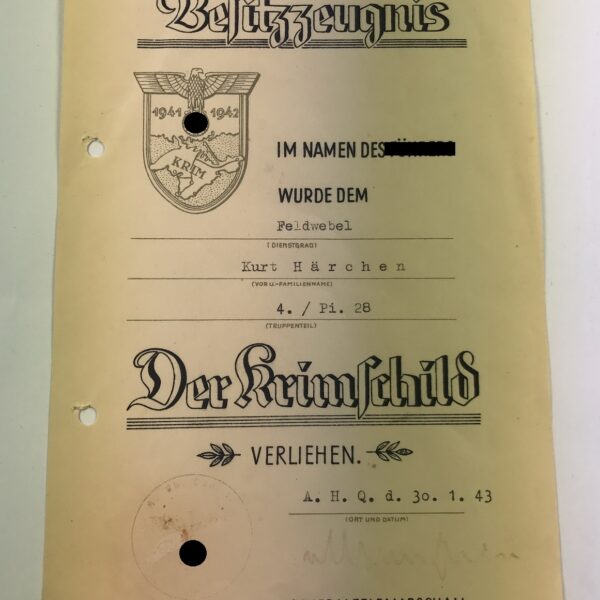 Besitzzeugnis
1941 1942
KRIM
IM NAMEN DES
WURDE DEM
Feldwebel
(DIENSTGRAD)
Kurt Härchen
(VOR U.-FAMILIENNAME)
4. / Pi. 28
(TRUPPENTEIL)
Der Krimschild
VERLIEHEN.
A. H. Q. d. 30. 1. 43
(ORT UND DATUM)